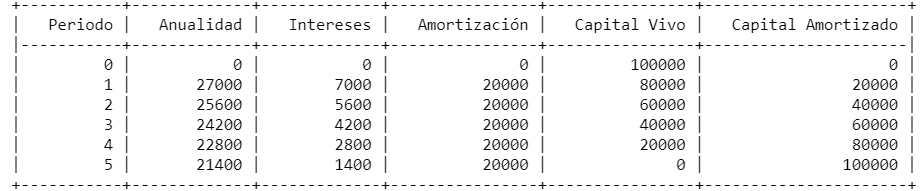 +-----------+------------+--------------+---------------+---------------+---------------------+
|   Periodo |   Anualidad |   Intereses |   Amortización |   Capital Vivo |   Capital Amortizado |
|-----------+------------+--------------+---------------+---------------+---------------------|
|         0 |           0 |           0 |              0 |         100000 |                    0 |
|         1 |       27000 |        7000 |          20000 |          80000 |                20000 |
|         2 |       25600 |        5600 |          20000 |          60000 |                40000 |
|         3 |       24200 |        4200 |          20000 |          40000 |                60000 |
|         4 |       22800 |        2800 |          20000 |          20000 |                80000 |
|         5 |       21400 |        1400 |          20000 |              0 |               100000 |
+-----------+------------+--------------+---------------+---------------+---------------------+